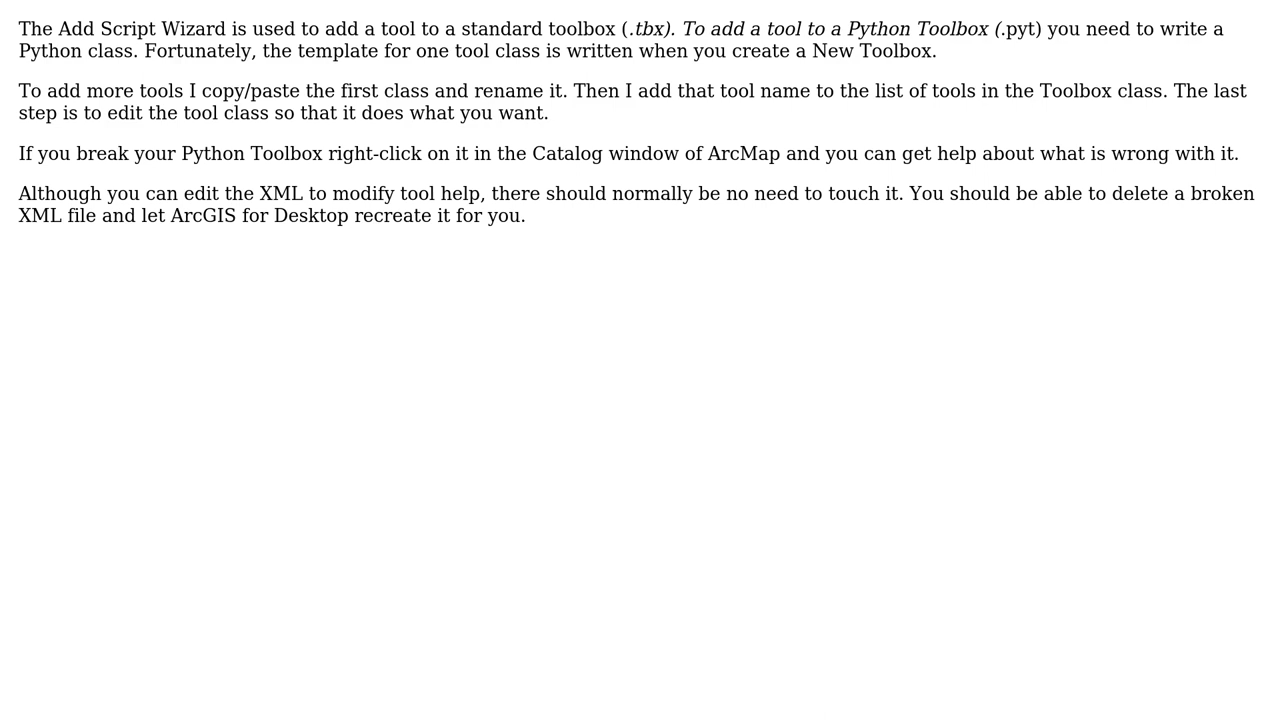 The Add Script Wizard is used to add a tool to a standard toolbox (.tbx). To add a tool to a Python Toolbox (.pyt) you need to write a
Python class. Fortunately, the template for one tool class is written when you create a New Toolbox.
To add more tools I copy/paste the first class and rename it. Then I add that tool name to the list of tools in the Toolbox class. The last
step is to edit the tool class so that it does what you want.
If you break your Python Toolbox right-click on it in the Catalog window of ArcMap and you can get help about what is wrong with it.
Although you can edit the XML to modify tool help, there should normally be no need to touch it. You should be able to delete a broken
XML file and let ArcGIS for Desktop recreate it for you.